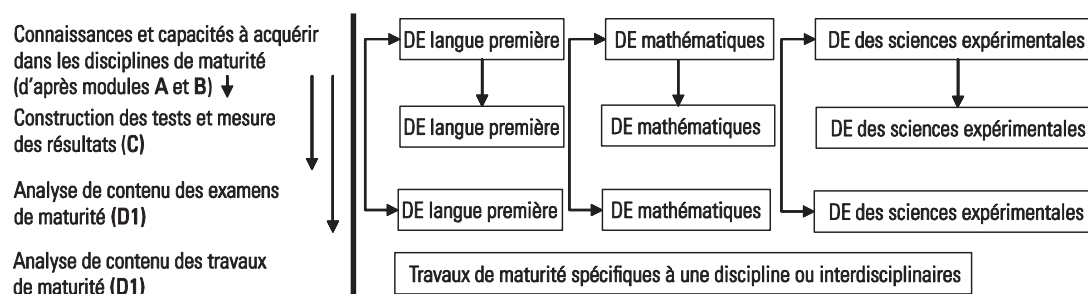 Connaissances et capacités à acquérir
dans les disciplines de maturité
(d'après modules A et B)
Construction des tests et mesure
des résultats (C)
Analyse de contenu des examens
de maturité (D1)
Analyse de contenu des travaux
de maturité (D1)
DE langue première
DE mathématiques
DE des sciences expérimentales
DE langue première
DE mathématiques
DE des sciences expérimentales
DE langue première
DE mathématiques
DE des sciences expérimentales
Travaux de maturité spécifiques à une discipline ou interdisciplinaires